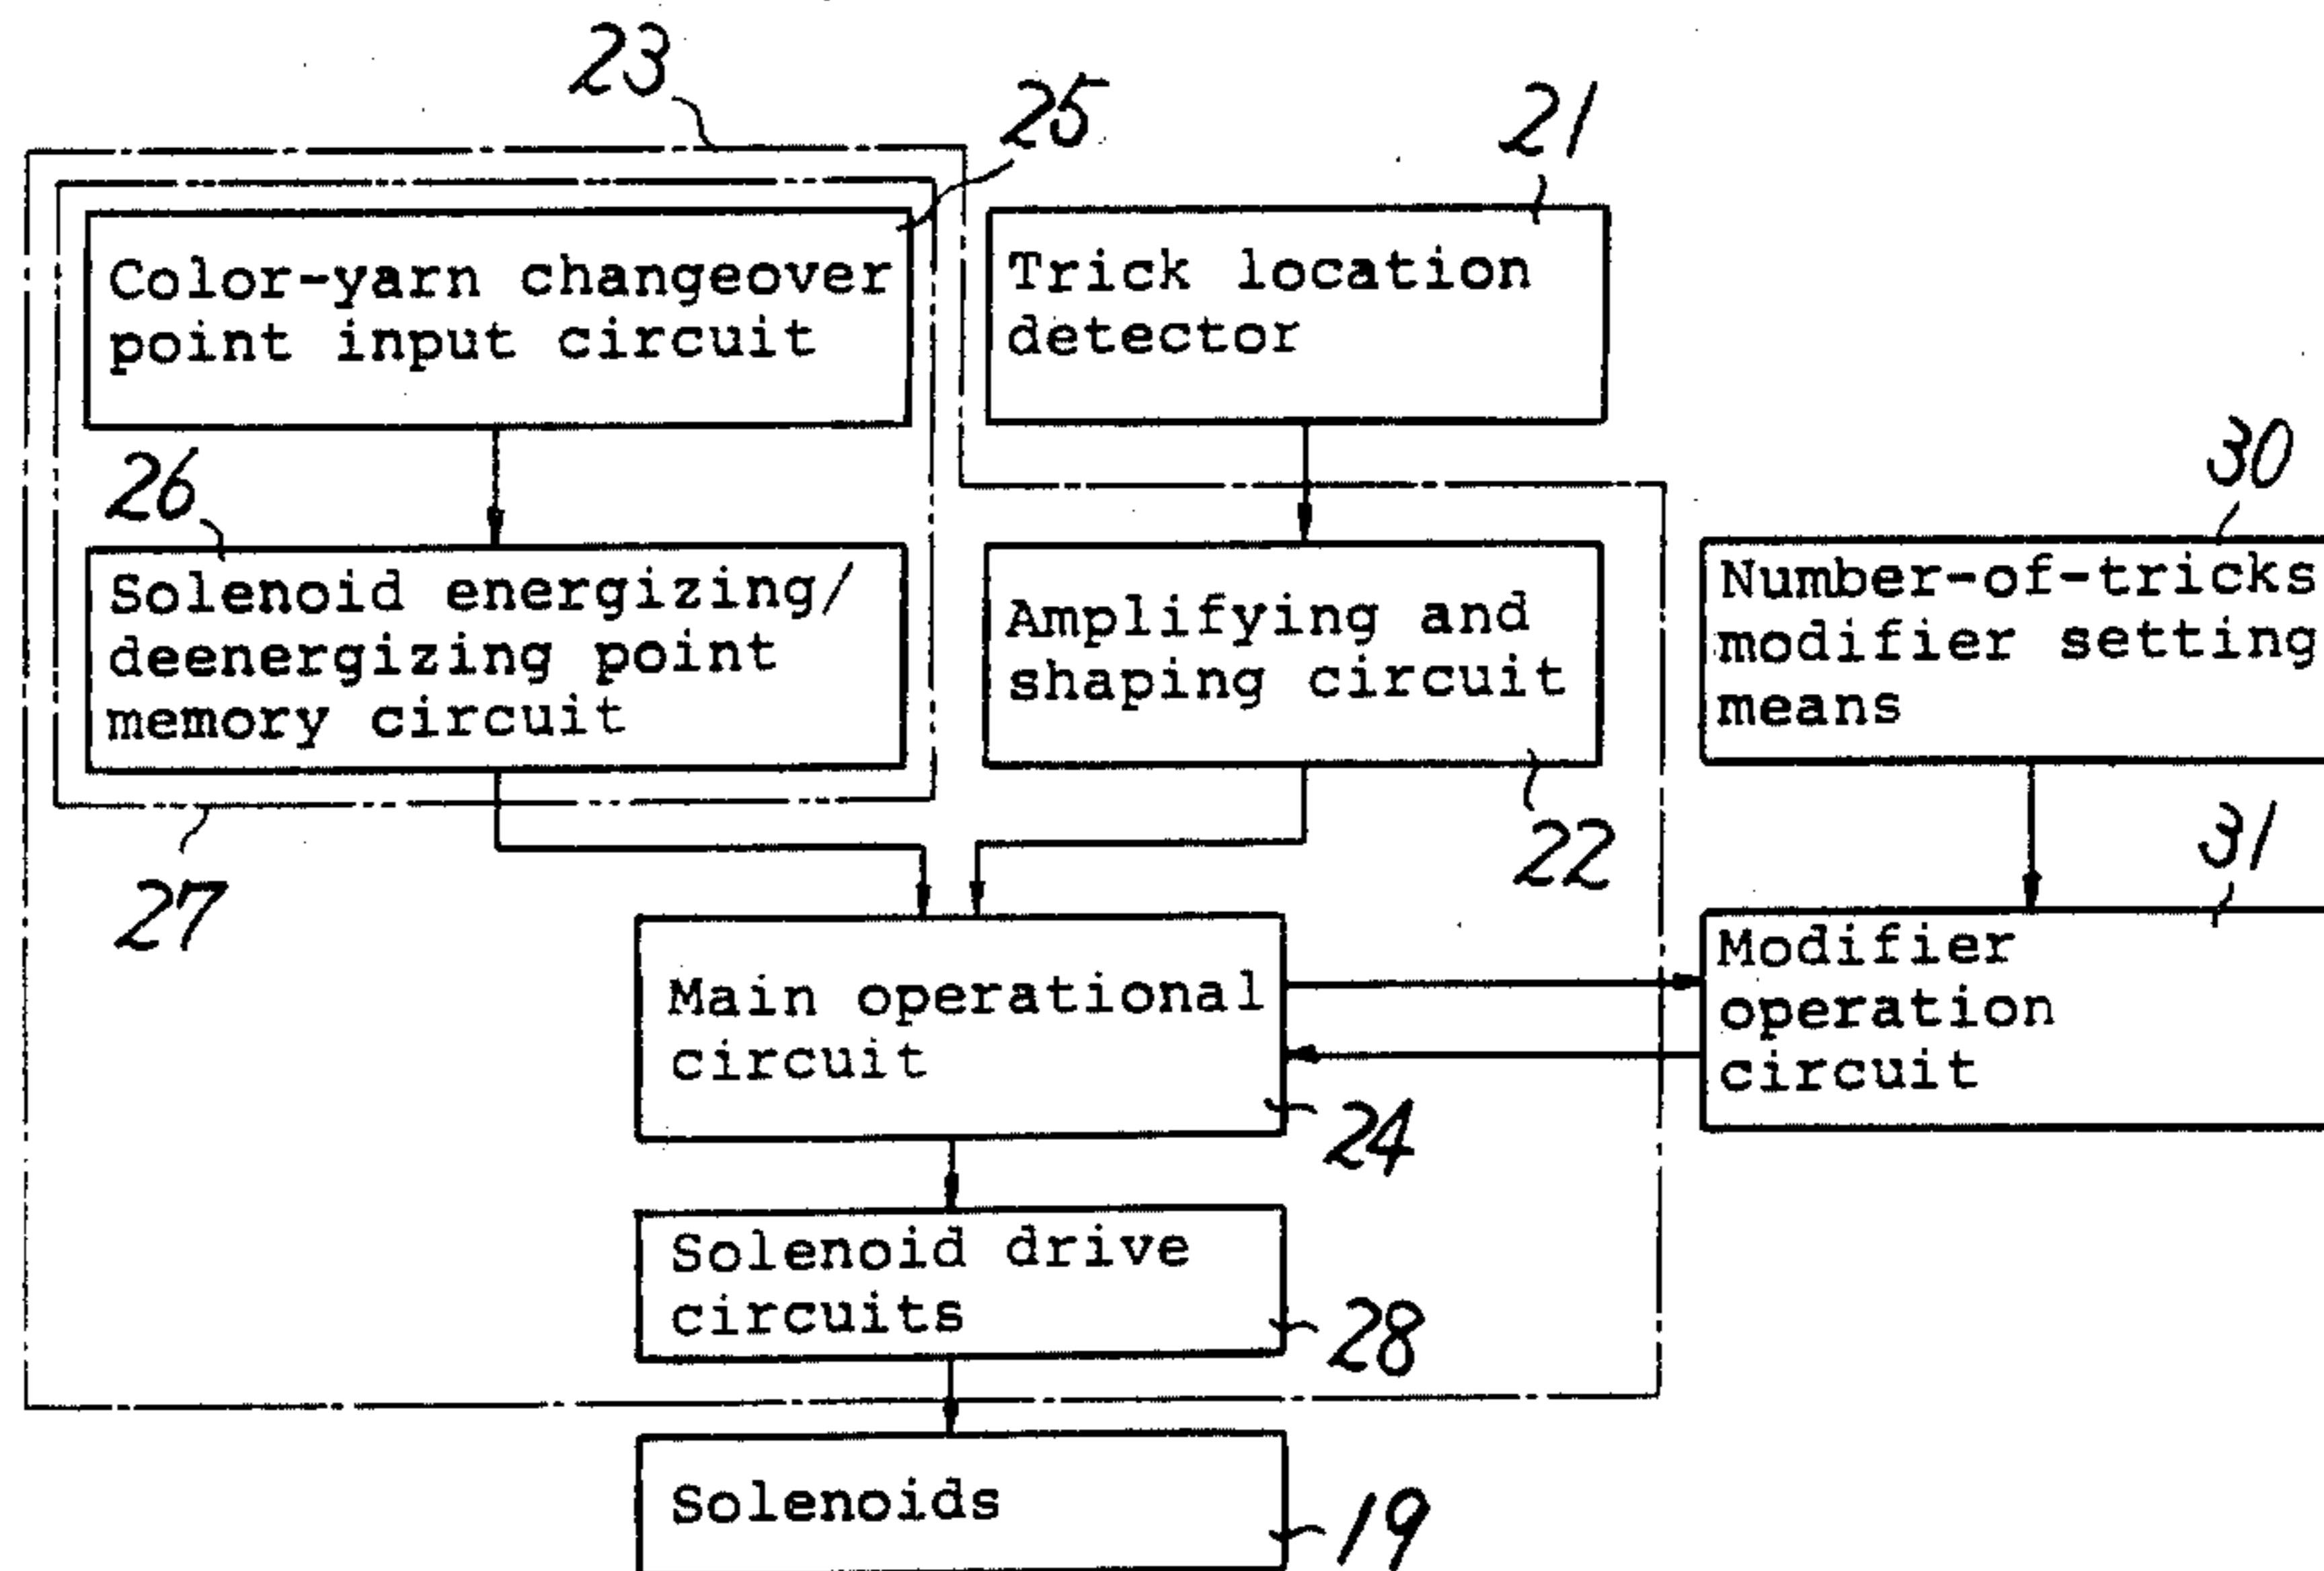 23
25
21
Color-yarn changeover
point input circuit
Trick location
detector
26
30
Solenoid energizing/
deenergizing point
memory circuit
Amplifying and
shaping circuit
Number-of-tricks
modifier setting
means
27
22
31
Main operational
circuit
Modifier
operation
circuit
24
Solenoid drive
circuits
28
Solenoids
19